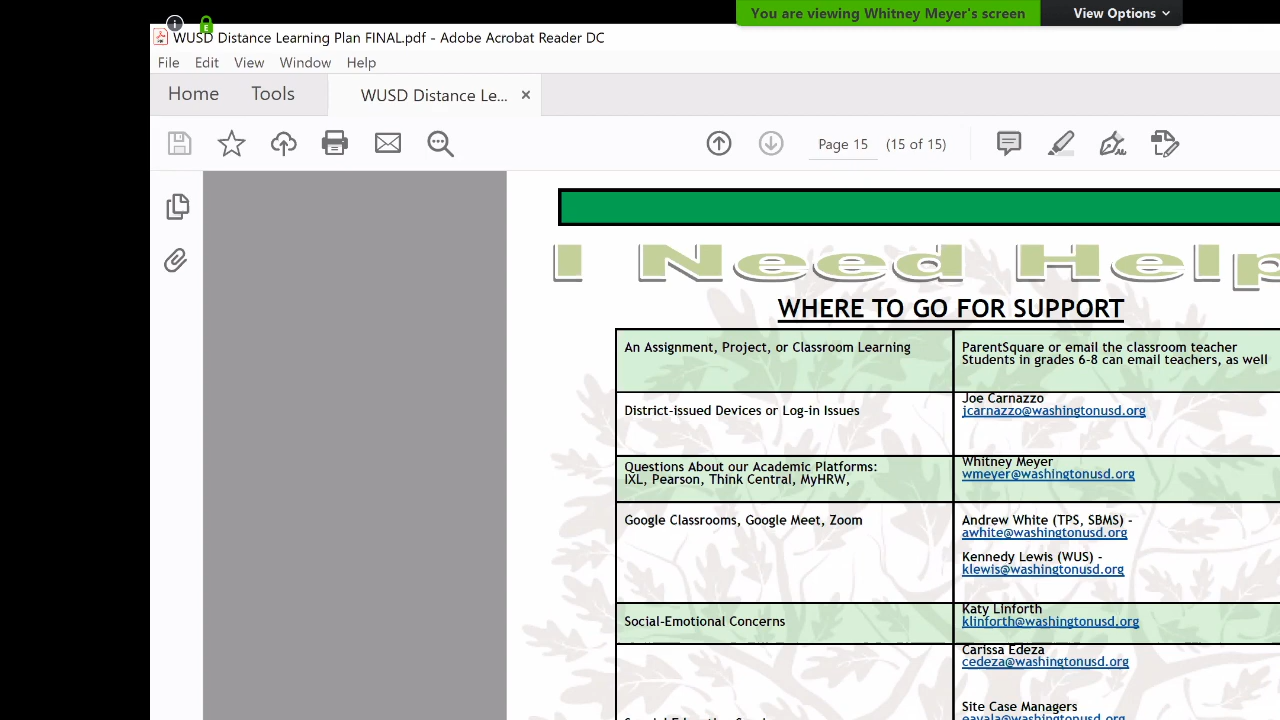 You are viewing Whitney Meyer's screen
View Options
WUSD Distance Learning Plan FINAL.pdf - Adobe Acrobat Reader DC
File Edit View Window Help
Home Tools WUSD Distance Le... ×
Page 15 (15 of 15)
I Need Help
WHERE TO GO FOR SUPPORT
An Assignment, Project, or Classroom Learning
ParentSquare or email the classroom teacher
Students in grades 6-8 can email teachers, as well
District-issued Devices or Log-in Issues
Joe Carnazzo
jcarnazzo@washingtonusd.org
Questions About our Academic Platforms:
IXL, Pearson, Think Central, MyHRW,
Whitney Meyer
wmeyer@washingtonusd.org
Google Classrooms, Google Meet, Zoom
Andrew White (TPS, SBMS) -
awhite@washingtonusd.org
Kennedy Lewis (WUS) -
klewis@washingtonusd.org
Social-Emotional Concerns
Katy Linforth
klinforth@washingtonusd.org
Carissa Edeza
cedeza@washingtonusd.org
Site Case Managers